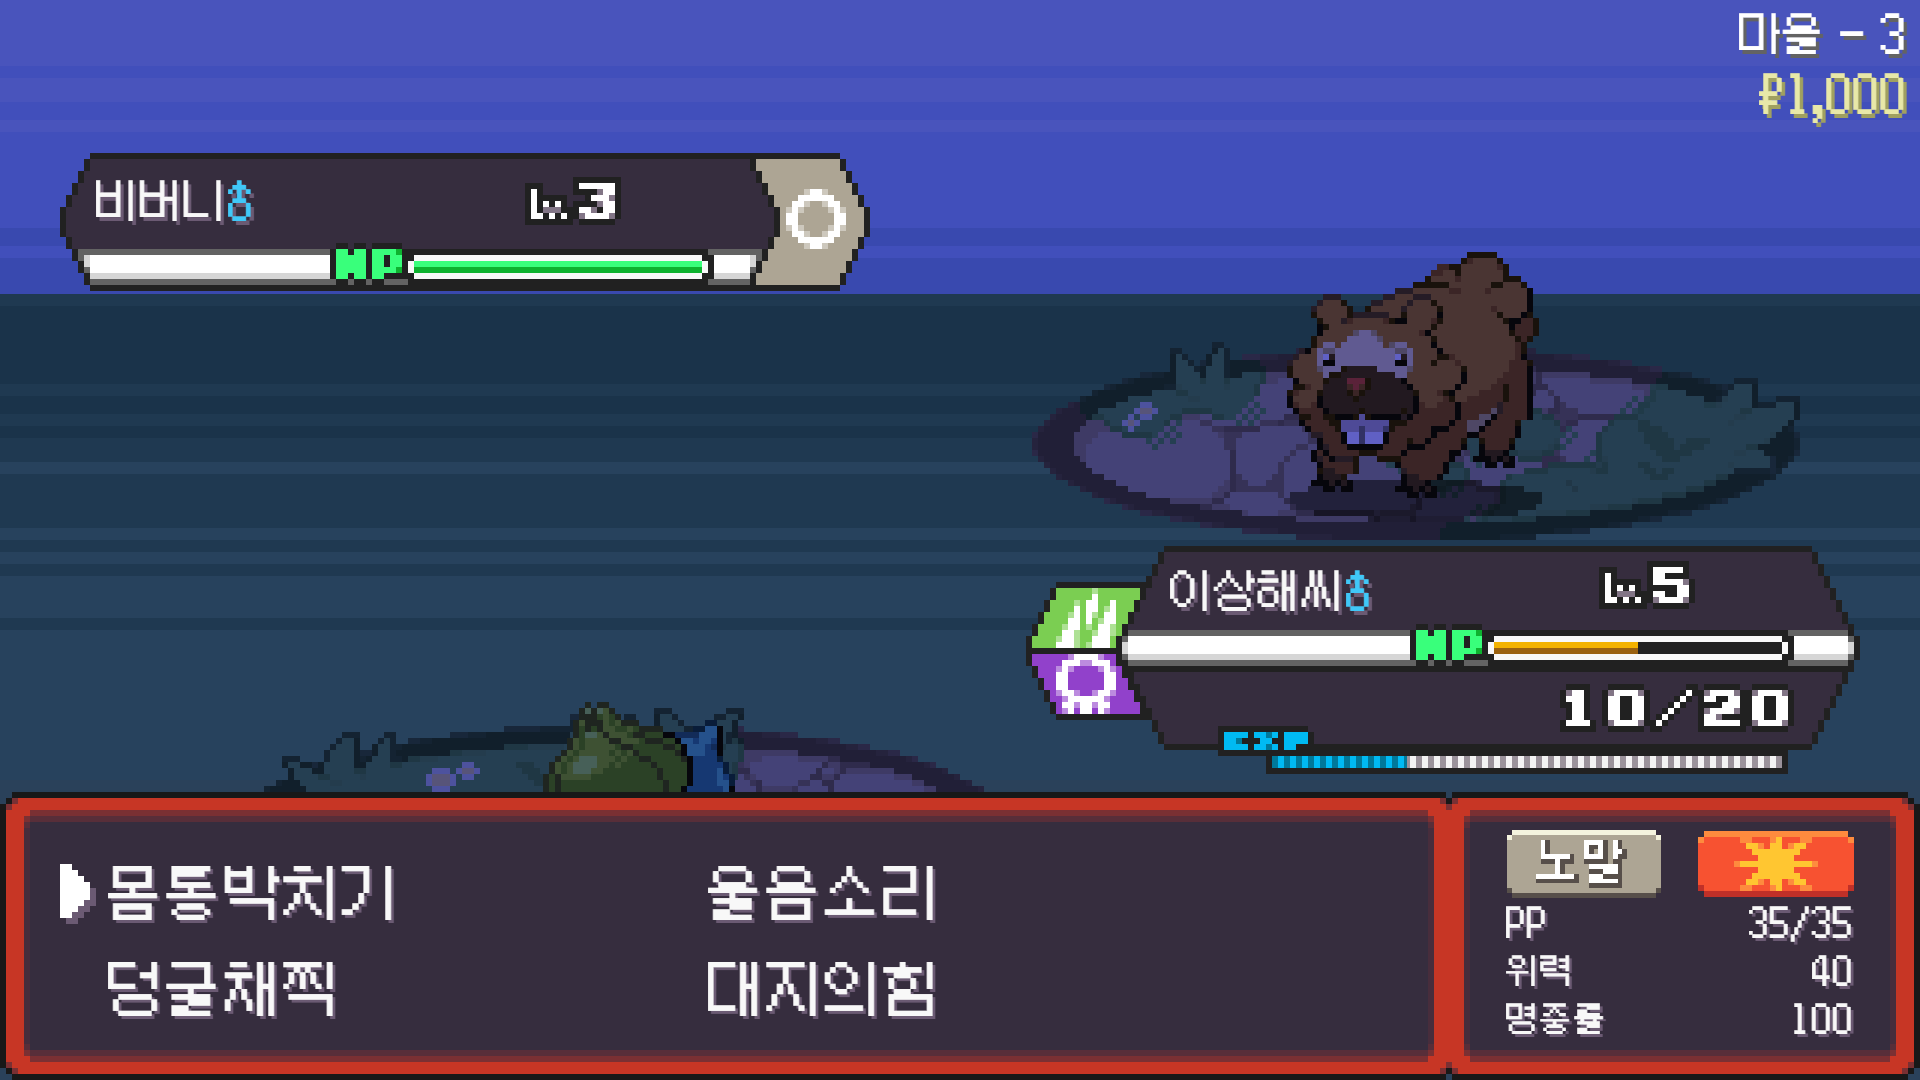 마을 - 3
₽1,000
비버니♂ Lv.3
HP
이상해씨♂ Lv.5
HP
10/20
EXP
몸통박치기 울음소리
덩굴채찍 대지의힘
노말
PP 35/35
위력 40
명중률 100